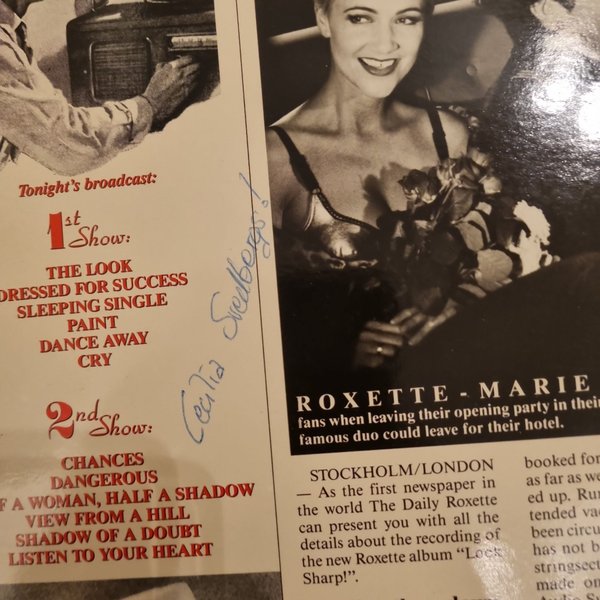 Tonight's broadcast:
1st Show:
THE LOOK
DRESSED FOR SUCCESS
SLEEPING SINGLE
PAINT
DANCE AWAY
CRY
2nd Show:
CHANCES
DANGEROUS
F A WOMAN, HALF A SHADOW
VIEW FROM A HILL
SHADOW OF A DOUBT
LISTEN TO YOUR HEART
Cecilia Svedbergs!
ROXETTE - MARIE
fans when leaving their opening party in their
famous duo could leave for their hotel.
STOCKHOLM/LONDON
— As the first newspaper in
the world The Daily Roxette
can present you with all the
details about the recording of
the new Roxette album "Look
Sharp!".
booked for
as far as we
ed up. Run
tended vac
been circu
has not b
stringsect
made on